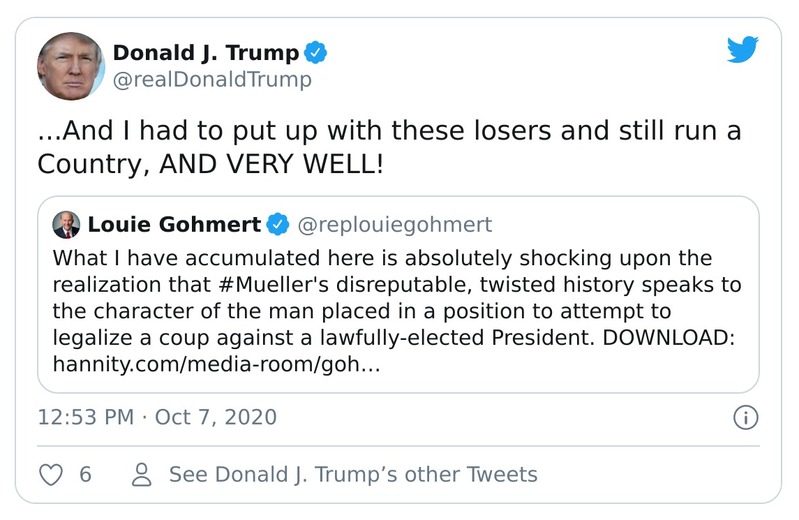 Donald J. Trump
@realDonaldTrump
...And I had to put up with these losers and still run a
Country, AND VERY WELL!
Louie Gohmert @replouiegohmert
What I have accumulated here is absolutely shocking upon the
realization that #Mueller's disreputable, twisted history speaks to
the character of the man placed in a position to attempt to
legalize a coup against a lawfully-elected President. DOWNLOAD:
hannity.com/media-room/goh…
12:53 PM · Oct 7, 2020
6 See Donald J. Trump’s other Tweets